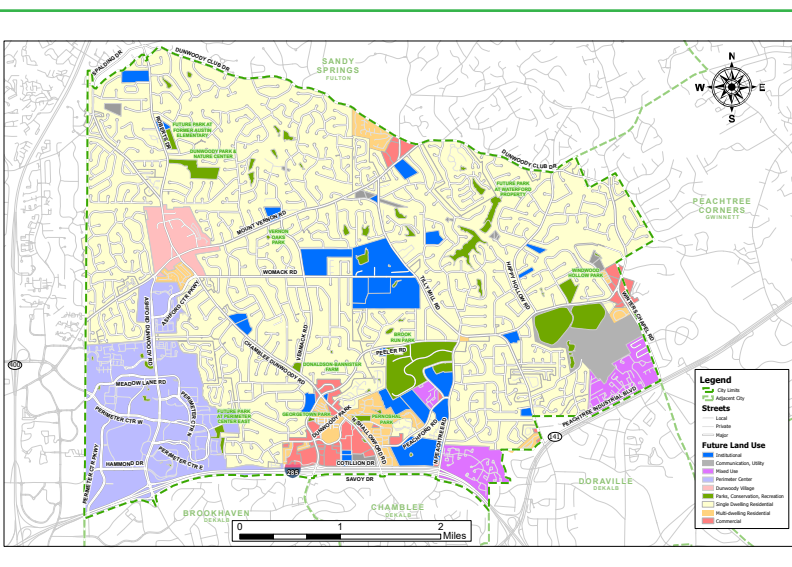 SPALDING DR
DUNWOODY CLUB DR
SANDY
SPRINGS
FULTON
N
W
E
S
ROBERTS DR
FUTURE PARK AT
FORMER AUSTIN
ELEMENTARY
DUNWOODY PARK &
NATURE CENTER
DUNWOODY CLUB DR
FUTURE PARK
AT WATERFORD
PROPERTY
PEACHTREE
CORNERS
GWINNETT
MOUNT VERNON RD
VERNON
OAKS
PARK
WOMACK RD
TILLY MILL RD
HAPPY HOLLOW RD
WINDWOOD
HOLLOW PARK
WINTERS CHAPEL RD
ASHFORD CTR PKWY
ASHFORD DUNWOODY RD
CHAMBLEE DUNWOODY RD
VERMACK RD
BROOK
RUN PARK
PEELER RD
DONALDSON-BANNISTER
FARM
400
MEADOW LANE RD
PERIMETER CTR W
PERIMETER CTR N
PERIMETER CTR E
PERIMETER CTR PKWY
HAMMOND DR
FUTURE PARK
AT PERIMETER
CENTER EAST
GEORGETOWN PARK
DUNWOODY PARK
N SHALLOWFORD RD
PERNOSHAL
PARK
PEACHFORD RD
N PEACHTREE RD
PEACHTREE INDUSTRIAL BLVD
141
285
COTILLION DR
SAVOY DR
BROOKHAVEN
DEKALB
CHAMBLEE
DEKALB
DORAVILLE
DEKALB
0
1
2
Miles
Legend
City Limits
Adjacent City
Streets
Local
Private
Major
Future Land Use
Institutional
Communication, Utility
Mixed Use
Perimeter Center
Dunwoody Village
Parks, Conservation, Recreation
Single Dwelling Residential
Multi-dwelling Residential
Commercial